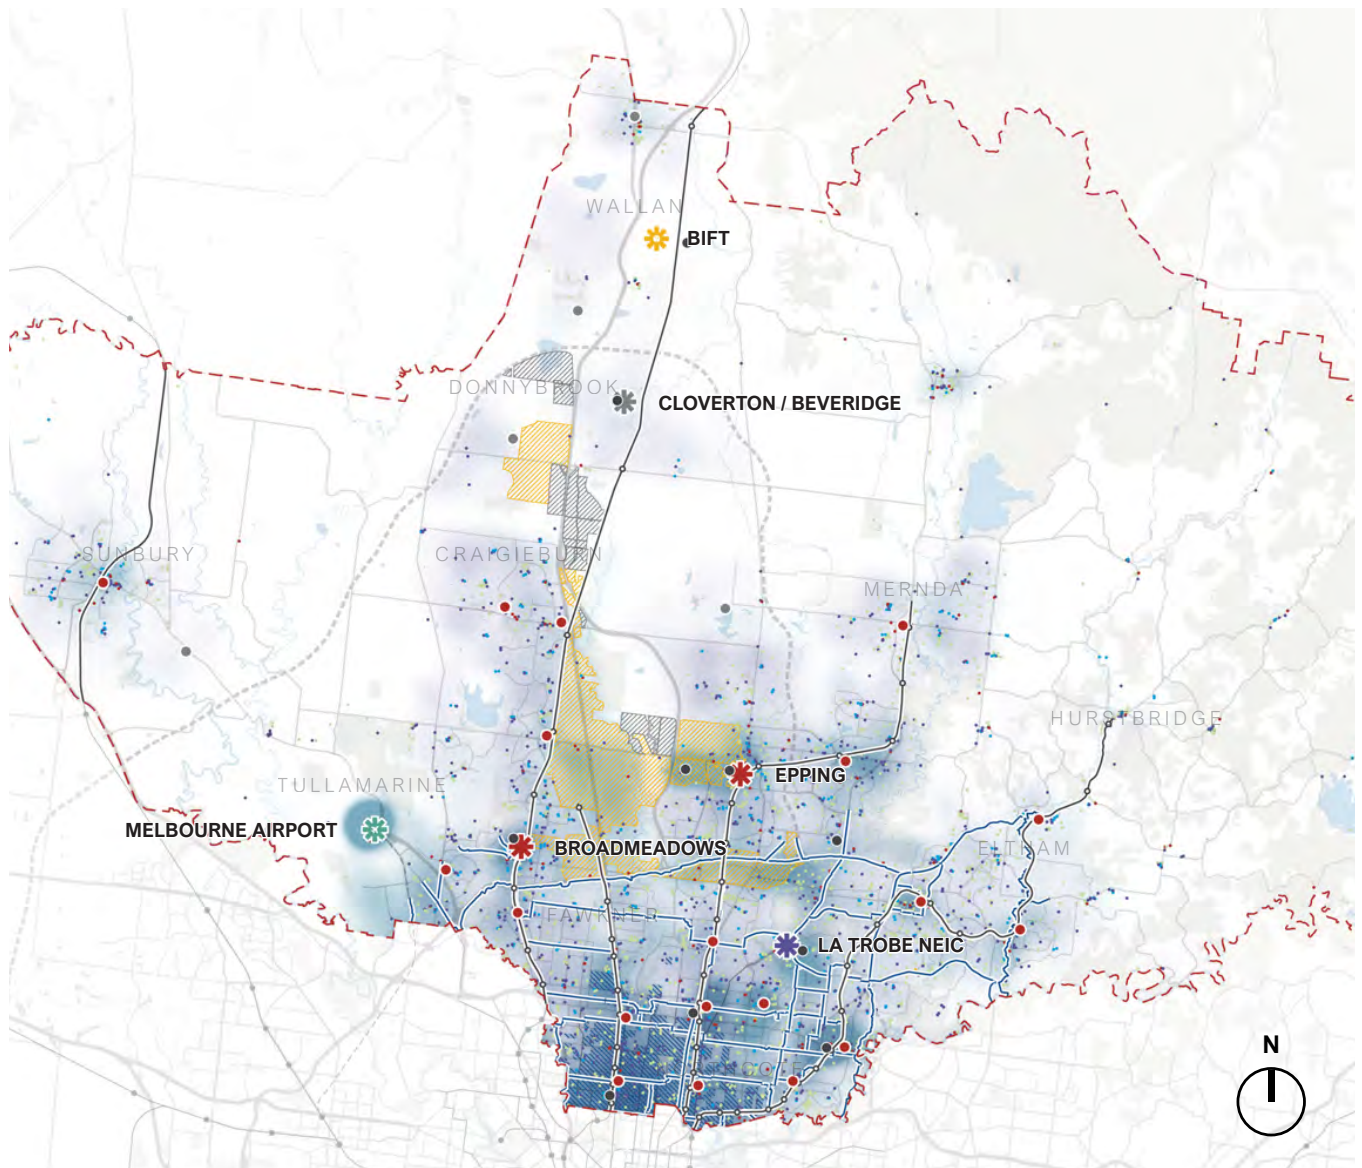 WALLAN
BIFT
DONNYBROOK
CLOVERTON / BEVERIDGE
SUNBURY
CRAIGIEBURN
MERNDA
HURSTBRIDGE
TULLAMARINE
EPPING
MELBOURNE AIRPORT
BROADMEADOWS
ELTHAM
FAWKNER
LA TROBE NEIC
N